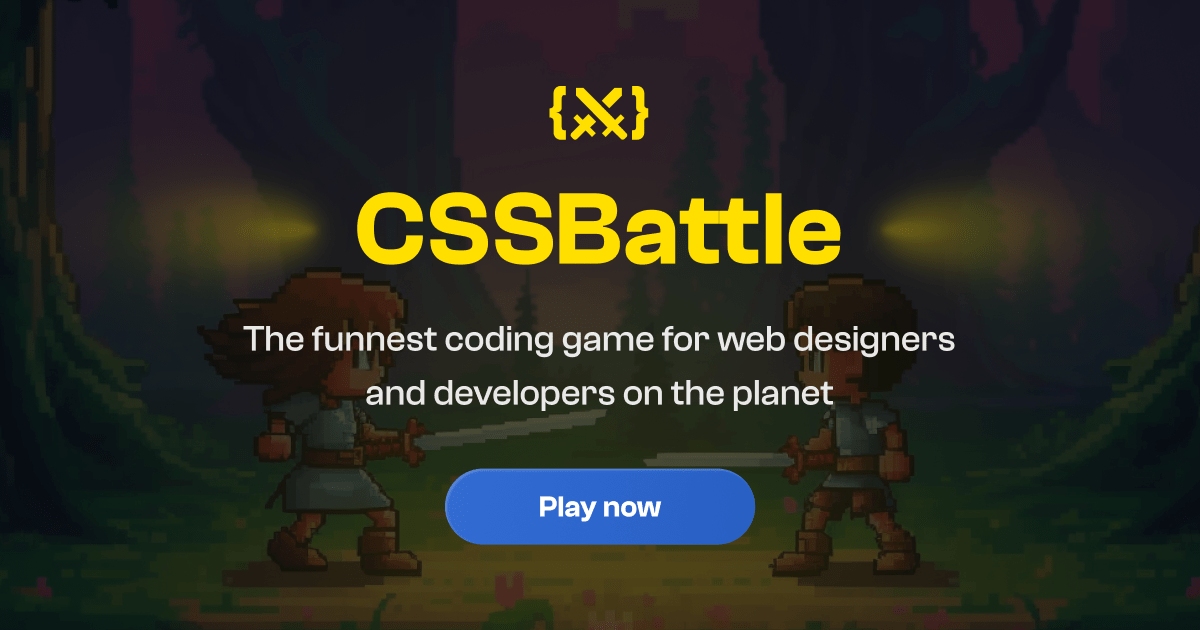 CSSBattle
The funnest coding game for web designers
and developers on the planet
Play now